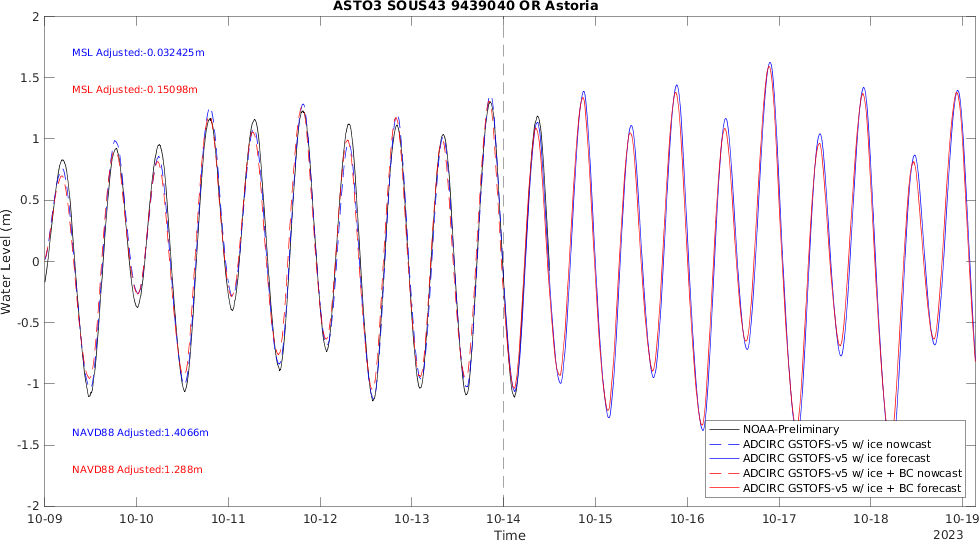 ASTO3 SOUS43 9439040 OR Astoria
2
1.5
1
0.5
0
-0.5
-1
-1.5
-2
Water Level (m)
MSL Adjusted:-0.032425m
MSL Adjusted:-0.15098m
NAVD88 Adjusted:1.4066m
NAVD88 Adjusted:1.288m
NOAA-Preliminary
ADCIRC GSTOFS-v5 w/ ice nowcast
ADCIRC GSTOFS-v5 w/ ice forecast
ADCIRC GSTOFS-v5 w/ ice + BC nowcast
ADCIRC GSTOFS-v5 w/ ice + BC forecast
10-09 10-10 10-11 10-12 10-13 10-14 10-15 10-16 10-17 10-18 10-19
Time
2023